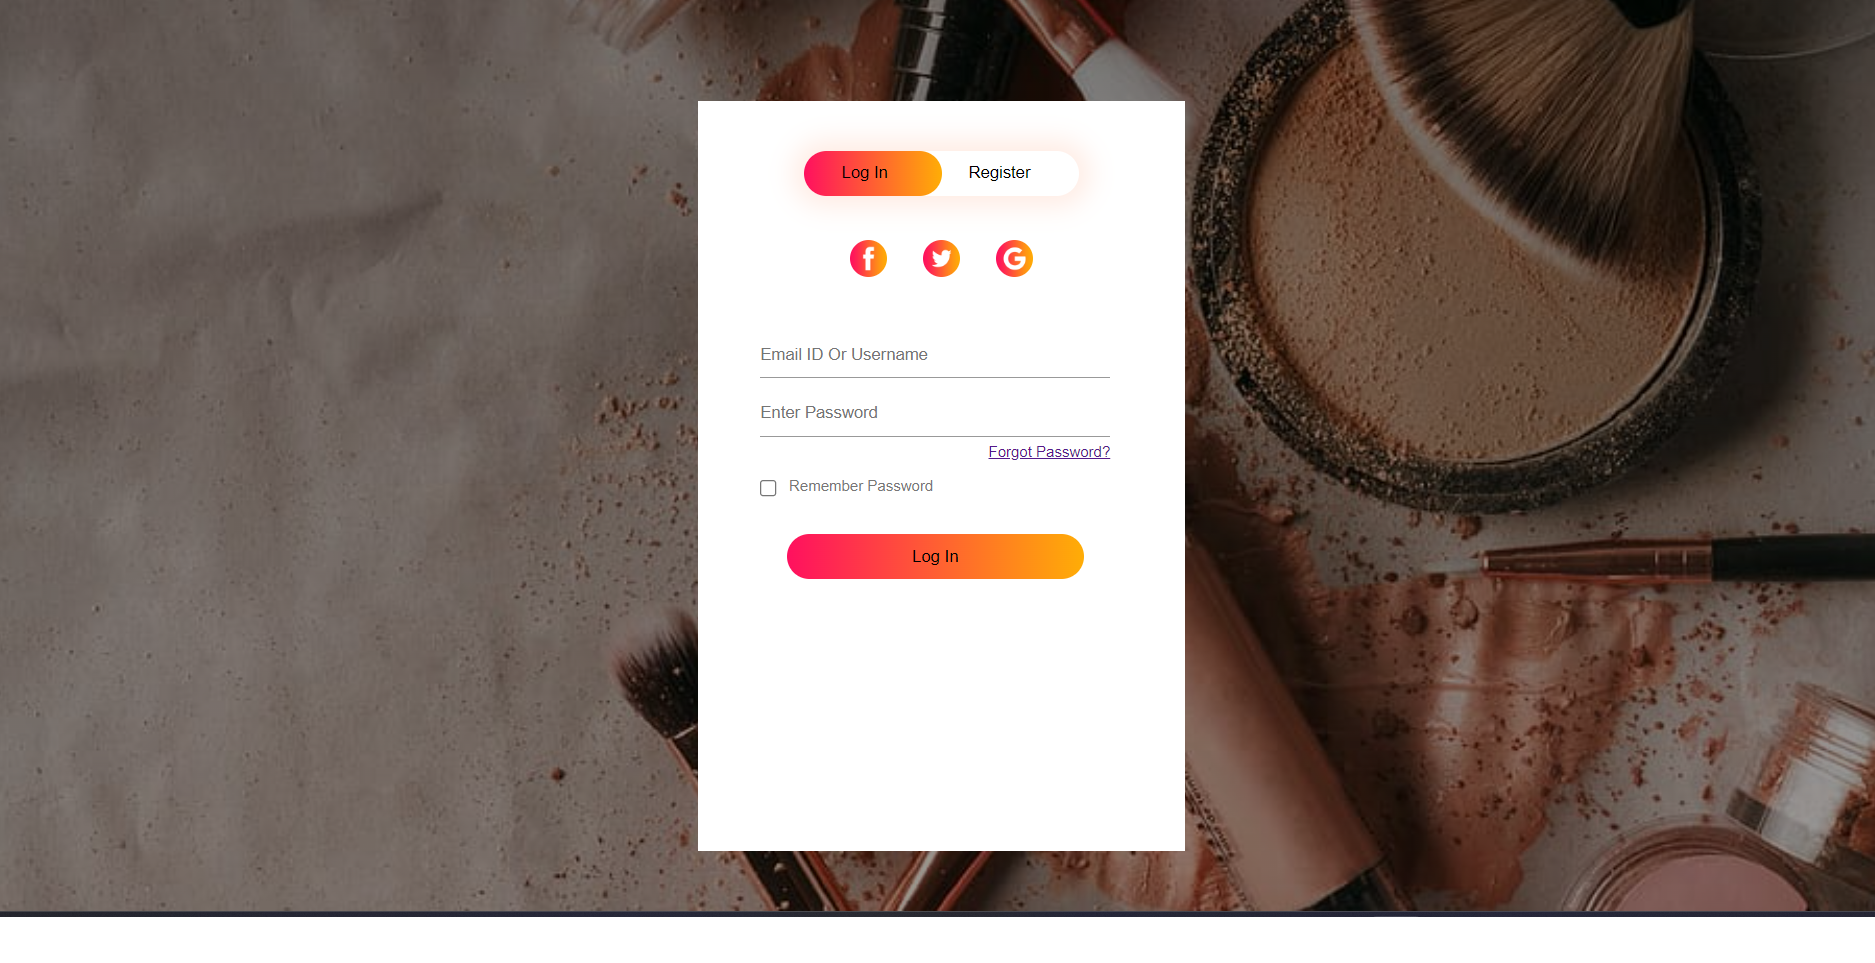 Log In Register
Email ID Or Username
Enter Password
Forgot Password?
Remember Password
Log In